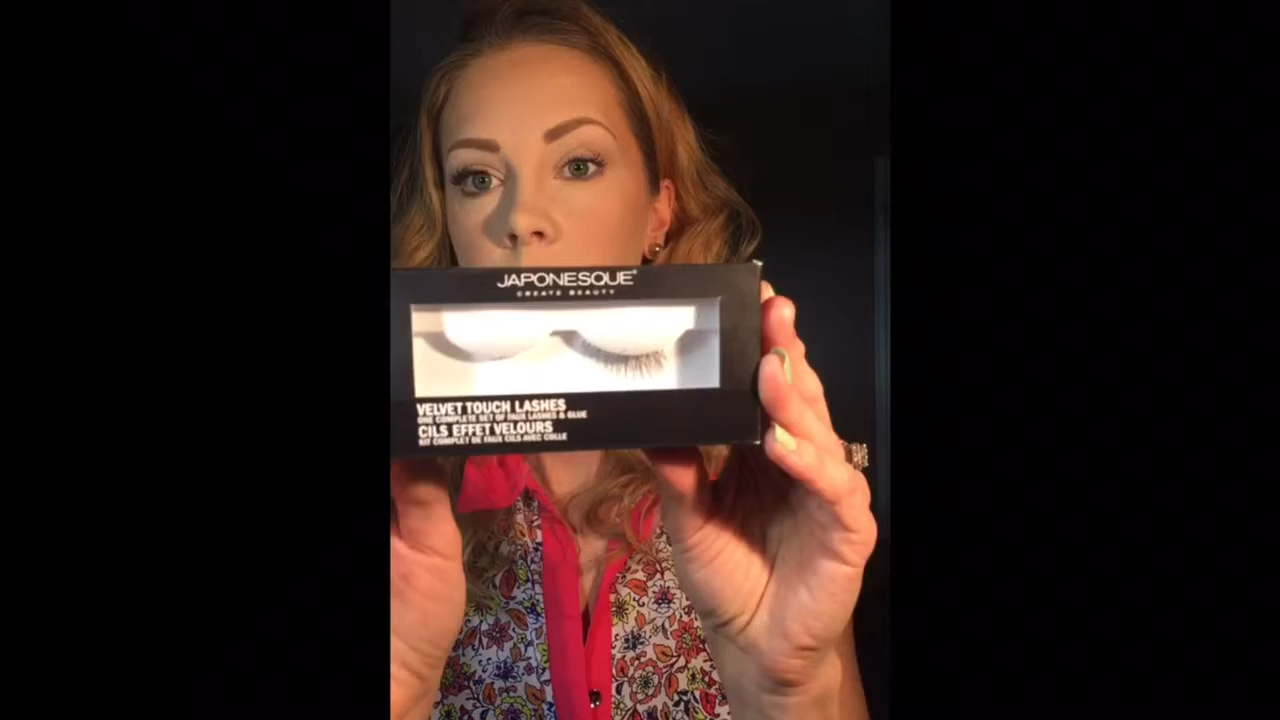 JAPONESQUE®
CREATE BEAUTY
VELVET TOUCH LASHES
ONE COMPLETE SET OF FAUX LASHES & GLUE
CILS EFFET VELOURS
KIT COMPLET DE FAUX CILS AVEC COLLE